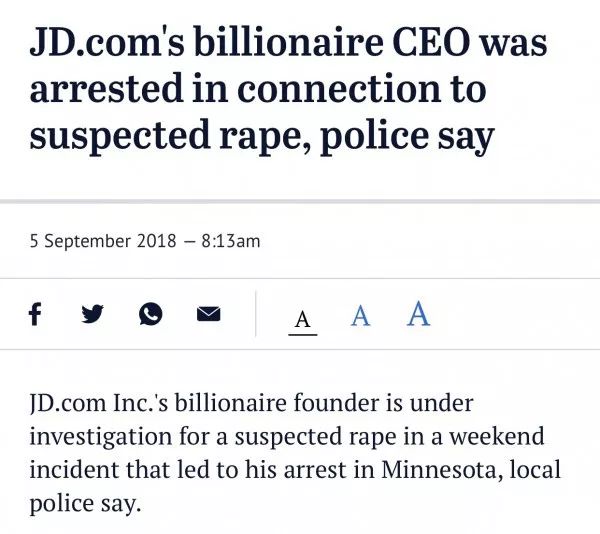 JD.com's billionaire CEO was
arrested in connection to
suspected rape, police say
5 September 2018 — 8:13am
A A A
JD.com Inc.'s billionaire founder is under
investigation for a suspected rape in a weekend
incident that led to his arrest in Minnesota, local
police say.